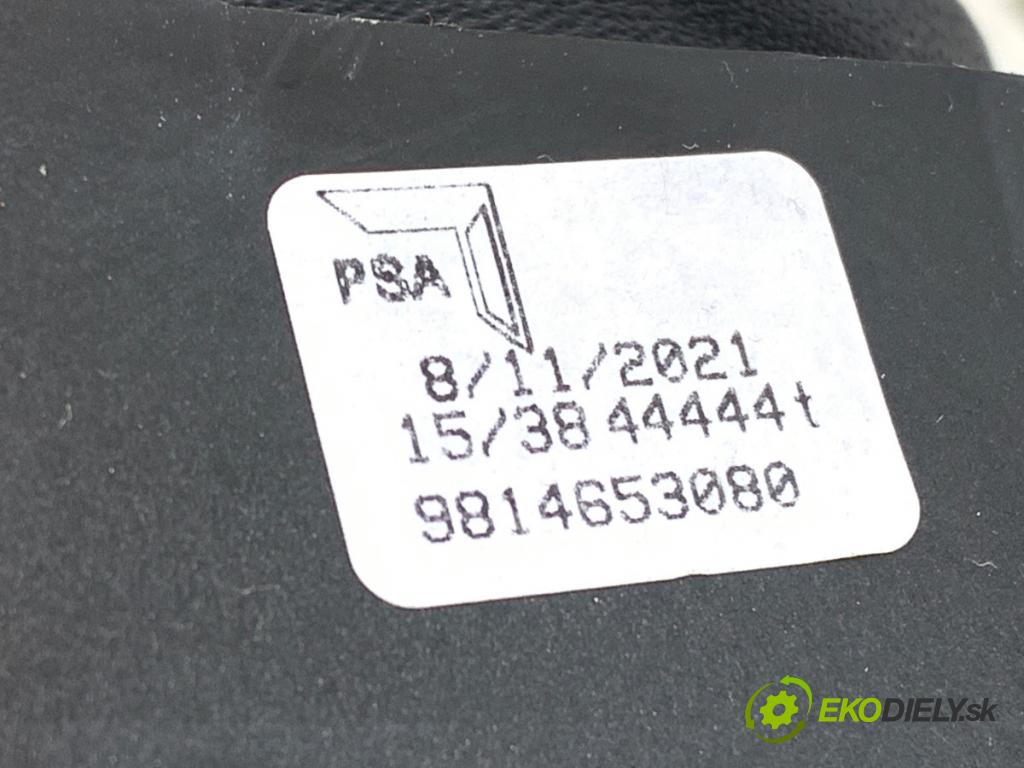 PSA
8/11/2021
15/38 44444t
9814653080
EKODIELY.sk